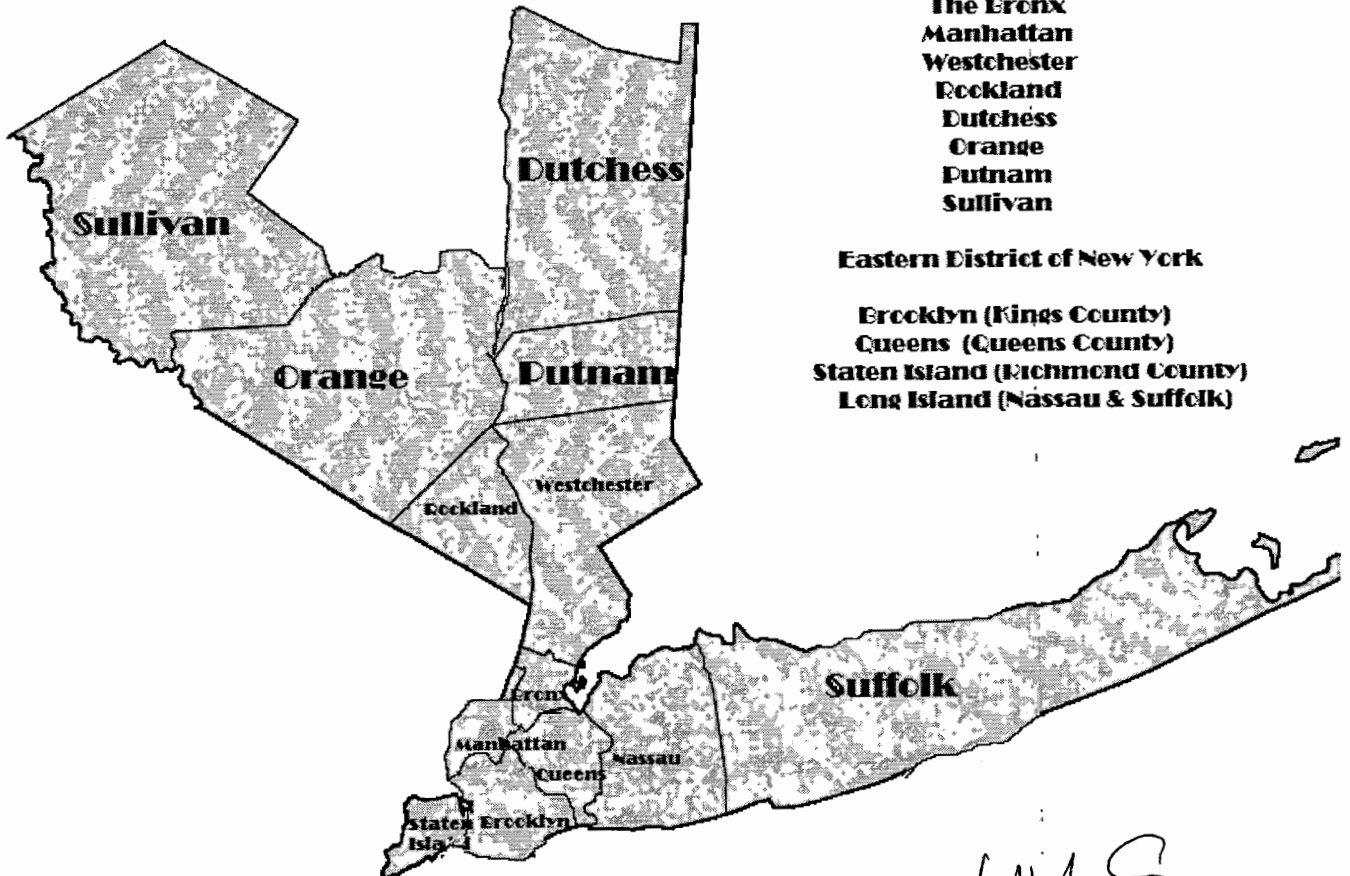 The Bronx
Manhattan
Westchester
Rockland
Dutchess
Orange
Putnam
Sullivan
Eastern District of New York
Brooklyn (Kings County)
Queens (Queens County)
Staten Island (Richmond County)
Long Island (Nassau & Suffolk)
Dutchess
Sullivan
Orange
Putnam
Westchester
Rockland
Suffolk
Bronx
Manhattan
Nassau
Queens
Staten
Island
Brooklyn